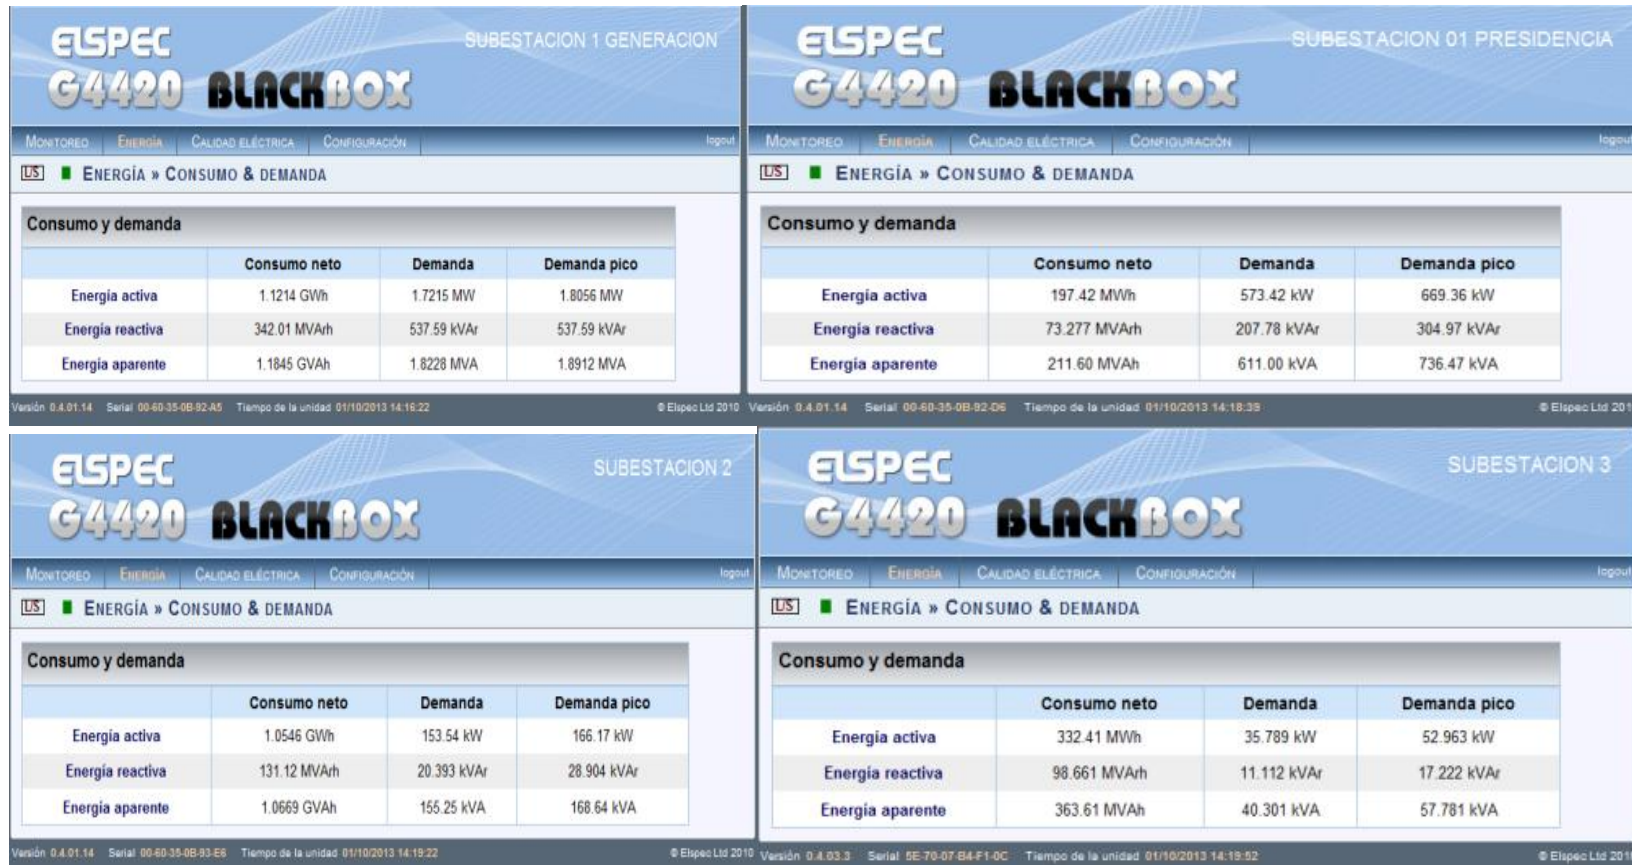 ELSPEC
SUBESTACION 1 GENERACION
G4420 BLACKBOX
MONITOREO ENERGÍA CALIDAD ELÉCTRICA CONFIGURACIÓN logout
US ENERGÍA » CONSUMO & DEMANDA
Consumo y demanda
Consumo neto Demanda Demanda pico
Energía activa 1.1214 GWh 1.7215 MW 1.8056 MW
Energía reactiva 342.01 MVArh 537.59 kVAr 537.59 kVAr
Energía aparente 1.1845 GVAh 1.8228 MVA 1.8912 MVA
Versión 0.4.01.14 Serial 00-60-35-0B-92-A5 Tiempo de la unidad 01/10/2013 14:16:22 © Elspec Ltd 2010
ELSPEC
SUBESTACION 01 PRESIDENCIA
G4420 BLACKBOX
MONITOREO ENERGÍA CALIDAD ELÉCTRICA CONFIGURACIÓN logout
US ENERGÍA » CONSUMO & DEMANDA
Consumo y demanda
Consumo neto Demanda Demanda pico
Energía activa 197.42 MWh 573.42 kW 669.36 kW
Energía reactiva 73.277 MVArh 207.78 kVAr 304.97 kVAr
Energía aparente 211.60 MVAh 611.00 kVA 736.47 kVA
Versión 0.4.01.14 Serial 00-60-35-0B-92-D6 Tiempo de la unidad 01/10/2013 14:18:39 © Elspec Ltd 201
ELSPEC
SUBESTACION 2
G4420 BLACKBOX
MONITOREO ENERGÍA CALIDAD ELÉCTRICA CONFIGURACIÓN logout
US ENERGÍA » CONSUMO & DEMANDA
Consumo y demanda
Consumo neto Demanda Demanda pico
Energía activa 1.0546 GWh 153.54 kW 166.17 kW
Energía reactiva 131.12 MVArh 20.393 kVAr 28.904 kVAr
Energía aparente 1.0669 GVAh 155.25 kVA 168.64 kVA
Versión 0.4.01.14 Serial 00-60-35-0B-93-E6 Tiempo de la unidad 01/10/2013 14:19:22 © Elspec Ltd 2010
ELSPEC
SUBESTACION 3
G4420 BLACKBOX
MONITOREO ENERGÍA CALIDAD ELÉCTRICA CONFIGURACIÓN logout
US ENERGÍA » CONSUMO & DEMANDA
Consumo y demanda
Consumo neto Demanda Demanda pico
Energía activa 332.41 MWh 35.789 kW 52.963 kW
Energía reactiva 98.661 MVArh 11.112 kVAr 17.222 kVAr
Energía aparente 363.61 MVAh 40.301 kVA 57.781 kVA
Versión 0.4.03.3 Serial 5E-70-07-B4-F1-0C Tiempo de la unidad 01/10/2013 14:19:52 © Elspec Ltd 201